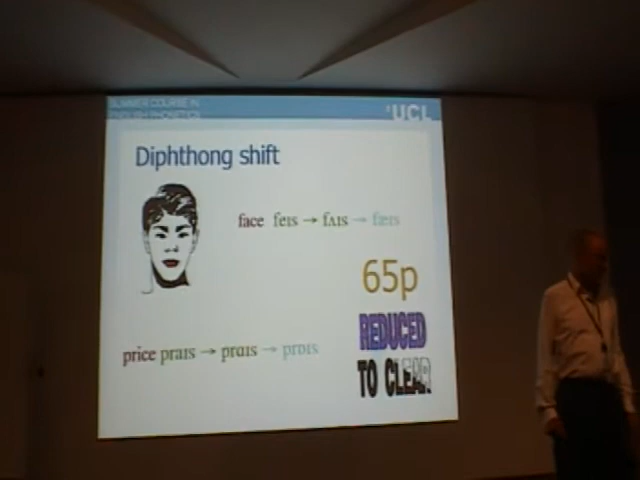 SUMMER COURSE IN
ENGLISH PHONETICS
UCL
Diphthong shift
face feɪs → fʌɪs → fæɪs
65p
REDUCED
TO CLEAR
price praɪs → prɑɪs → prɒɪs